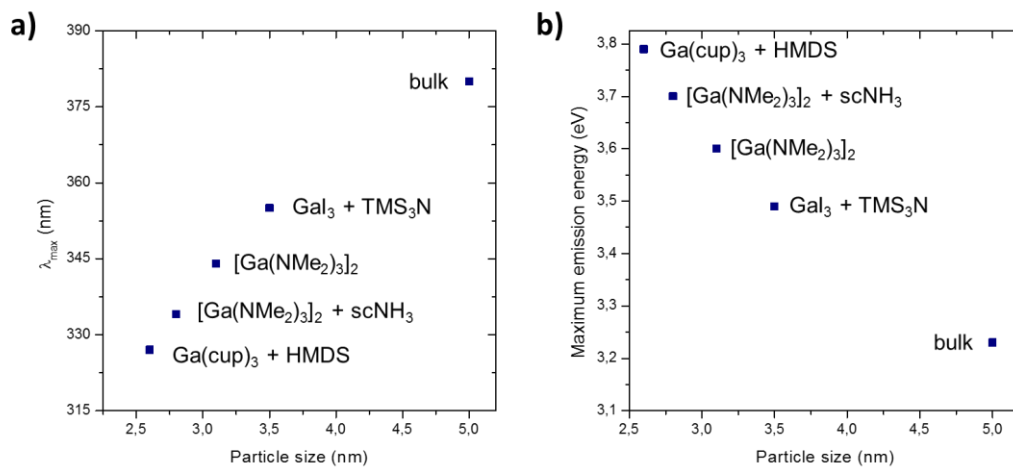 a)
390
375
360
345
330
315
λmax (nm)
bulk
GaI3 + TMS3N
[Ga(NMe2)3]2
[Ga(NMe2)3]2 + scNH3
Ga(cup)3 + HMDS
2,5 3,0 3,5 4,0 4,5 5,0
Particle size (nm)
b)
3,8
3,7
3,6
3,5
3,4
3,3
3,2
3,1
Maximum emission energy (eV)
Ga(cup)3 + HMDS
[Ga(NMe2)3]2 + scNH3
[Ga(NMe2)3]2
GaI3 + TMS3N
bulk
2,5 3,0 3,5 4,0 4,5 5,0
Particle size (nm)